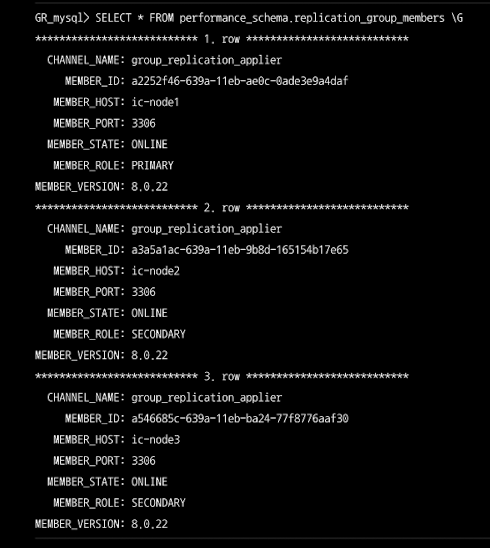 GR_mysql> SELECT * FROM performance_schema.replication_group_members \G
*************************** 1. row ***************************
CHANNEL_NAME: group_replication_applier
MEMBER_ID: a2252f46-639a-11eb-ae0c-0ade3e9a4daf
MEMBER_HOST: ic-node1
MEMBER_PORT: 3306
MEMBER_STATE: ONLINE
MEMBER_ROLE: PRIMARY
MEMBER_VERSION: 8.0.22
*************************** 2. row ***************************
CHANNEL_NAME: group_replication_applier
MEMBER_ID: a3a5a1ac-639a-11eb-9b8d-165154b17e65
MEMBER_HOST: ic-node2
MEMBER_PORT: 3306
MEMBER_STATE: ONLINE
MEMBER_ROLE: SECONDARY
MEMBER_VERSION: 8.0.22
*************************** 3. row ***************************
CHANNEL_NAME: group_replication_applier
MEMBER_ID: a546685c-639a-11eb-ba24-77f8776aaf30
MEMBER_HOST: ic-node3
MEMBER_PORT: 3306
MEMBER_STATE: ONLINE
MEMBER_ROLE: SECONDARY
MEMBER_VERSION: 8.0.22